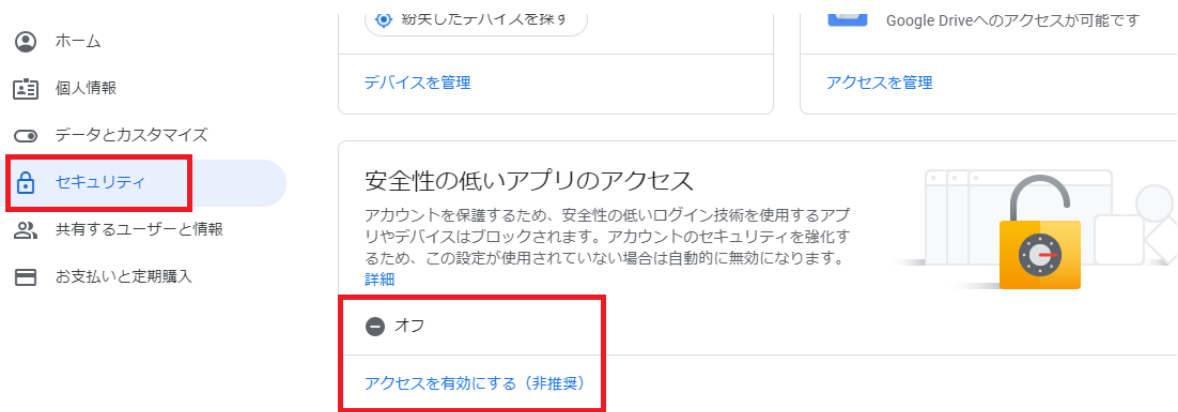 ホーム
個人情報
データとカスタマイズ
セキュリティ
共有するユーザーと情報
お支払いと定期購入
紛失したデバイスを探す
デバイスを管理
Google Driveへのアクセスが可能です
アクセスを管理
安全性の低いアプリのアクセス
アカウントを保護するため、安全性の低いログイン技術を使用するアプ
リやデバイスはブロックされます。アカウントのセキュリティを強化す
るため、この設定が使用されていない場合は自動的に無効になります。
詳細
オフ
アクセスを有効にする（非推奨）